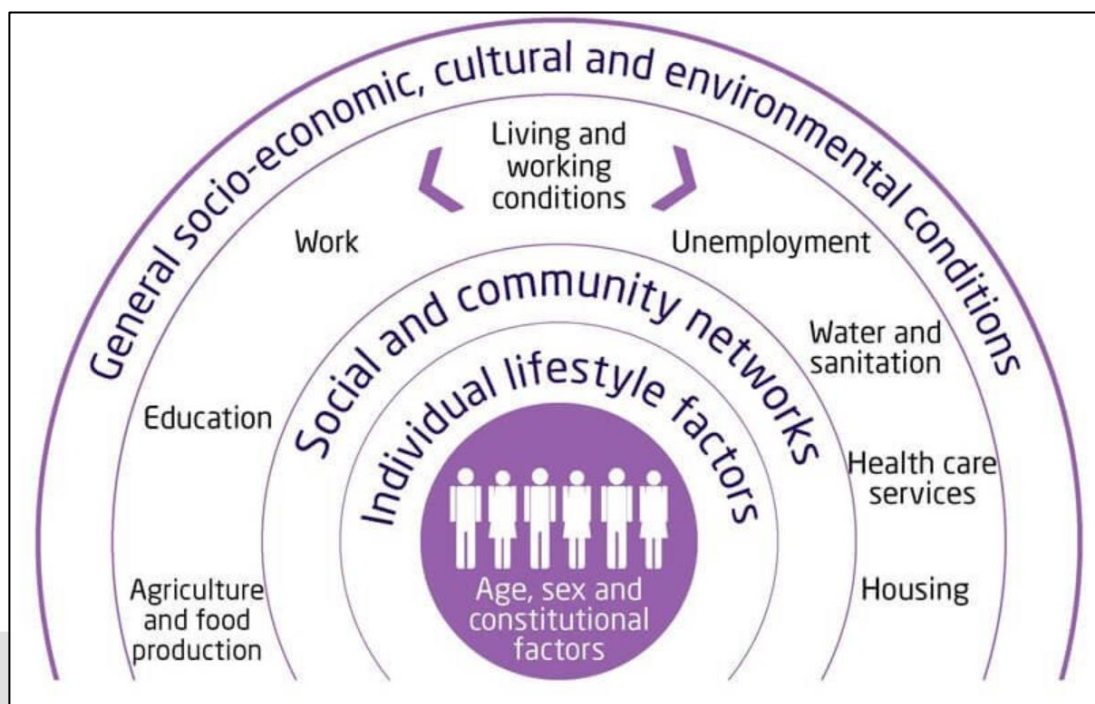 General socio-economic, cultural and environmental conditions
Living and
working
conditions
Work
Unemployment
Social and community networks
Water and
sanitation
Individual lifestyle factors
Education
Health care
services
Agriculture
and food
production
Housing
Age, sex and
constitutional
factors